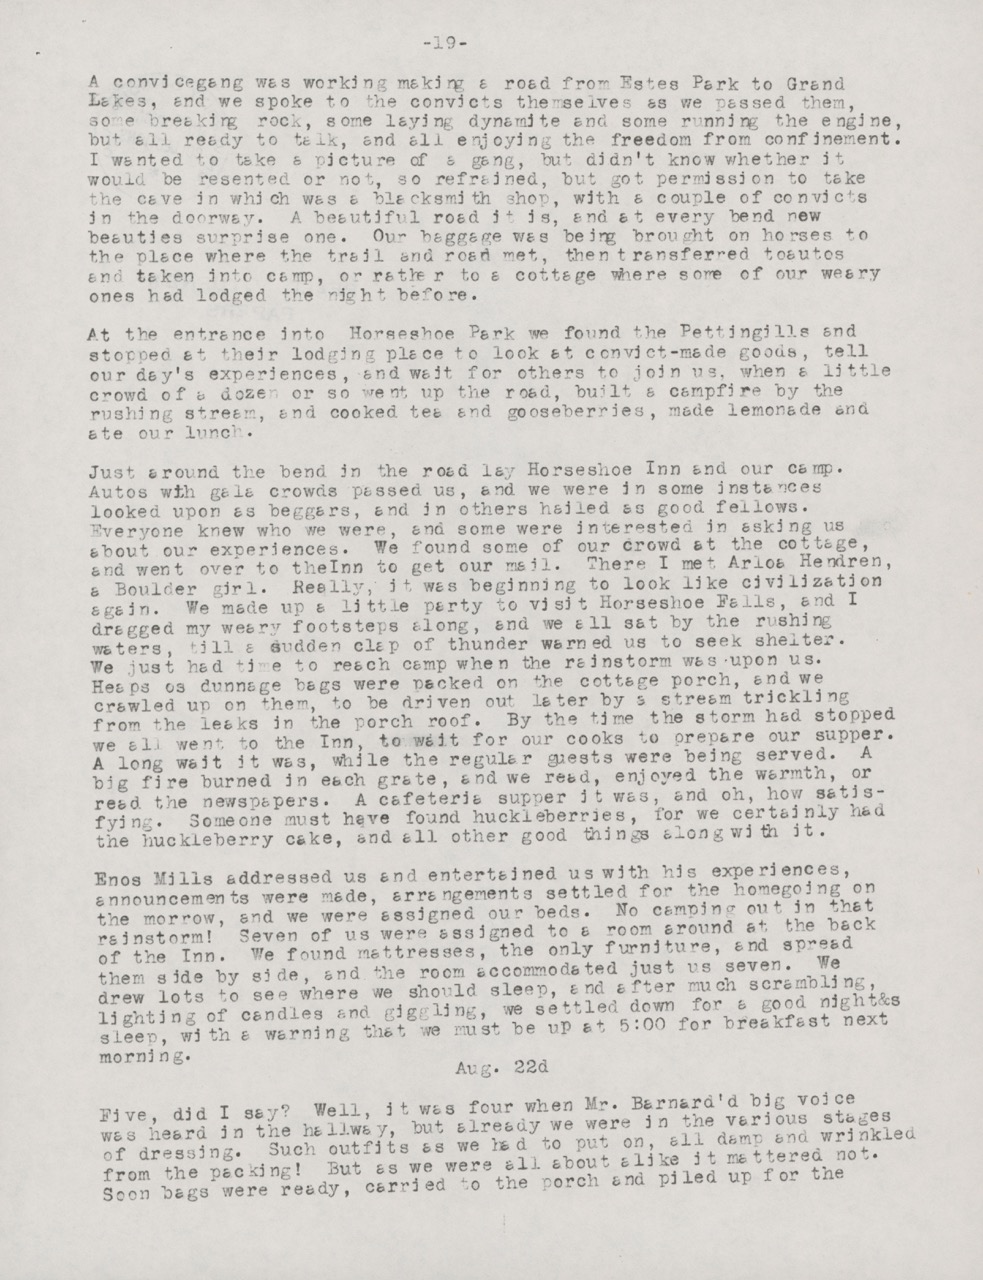 -19-
A convicegang was working making a road from Estes Park to Grand
Lakes, and we spoke to the convicts themselves as we passed them,
some breaking rock, some laying dynamite and some running the engine,
but all ready to talk, and all enjoying the freedom from confinement.
I wanted to take a picture of a gang, but didn't know whether it
would be resented or not, so refrained, but got permission to take
the cave in which was a blacksmith shop, with a couple of convicts
in the doorway. A beautiful road it is, and at every bend new
beauties surprise one. Our baggage was being brought on horses to
the place where the trail and road met, then transferred toautos
and taken into camp, or rather to a cottage where some of our weary
ones had lodged the night before.
At the entrance into Horseshoe Park we found the Pettingills and
stopped at their lodging place to look at convict-made goods, tell
our day's experiences, and wait for others to join us, when a little
crowd of a dozen or so went up the road, built a campfire by the
rushing stream, and cooked tea and gooseberries, made lemonade and
ate our lunch.
Just around the bend in the road lay Horseshoe Inn and our camp.
Autos wth gala crowds passed us, and we were in some instances
looked upon as beggars, and in others hailed as good fellows.
Everyone knew who we were, and some were interested in asking us
about our experiences. We found some of our crowd at the cottage,
and went over to theInn to get our mail. There I met Arloa Hendren,
a Boulder girl. Really, it was beginning to look like civilization
again. We made up a little party to visit Horseshoe Falls, and I
dragged my weary footsteps along, and we all sat by the rushing
waters, till a sudden clap of thunder warned us to seek shelter.
We just had time to reach camp when the rainstorm was upon us.
Heaps os dunnage bags were packed on the cottage porch, and we
crawled up on them, to be driven out later by a stream trickling
from the leaks in the porch roof. By the time the storm had stopped
we all went to the Inn, to wait for our cooks to prepare our supper.
A long wait it was, while the regular guests were being served. A
big fire burned in each grate, and we read, enjoyed the warmth, or
read the newspapers. A cafeteria supper it was, and oh, how satis-
fying. Someone must have found huckleberries, for we certainly had
the huckleberry cake, and all other good things along with it.
Enos Mills addressed us and entertained us with his experiences,
announcements were made, arrangements settled for the homegoing on
the morrow, and we were assigned our beds. No camping out in that
rainstorm! Seven of us were assigned to a room around at the back
of the Inn. We found mattresses, the only furniture, and spread
them side by side, and the room accommodated just us seven. We
drew lots to see where we should sleep, and after much scrambling,
lighting of candles and giggling, we settled down for a good night&s
sleep, with a warning that we must be up at 5:00 for breakfast next
morning.
Aug. 22d
Five, did I say? Well, it was four when Mr. Barnard'd big voice
was heard in the hallway, but already we were in the various stages
of dressing. Such outfits as we had to put on, all damp and wrinkled
from the packing! But as we were all about alike it mattered not.
Soon bags were ready, carried to the porch and piled up for the